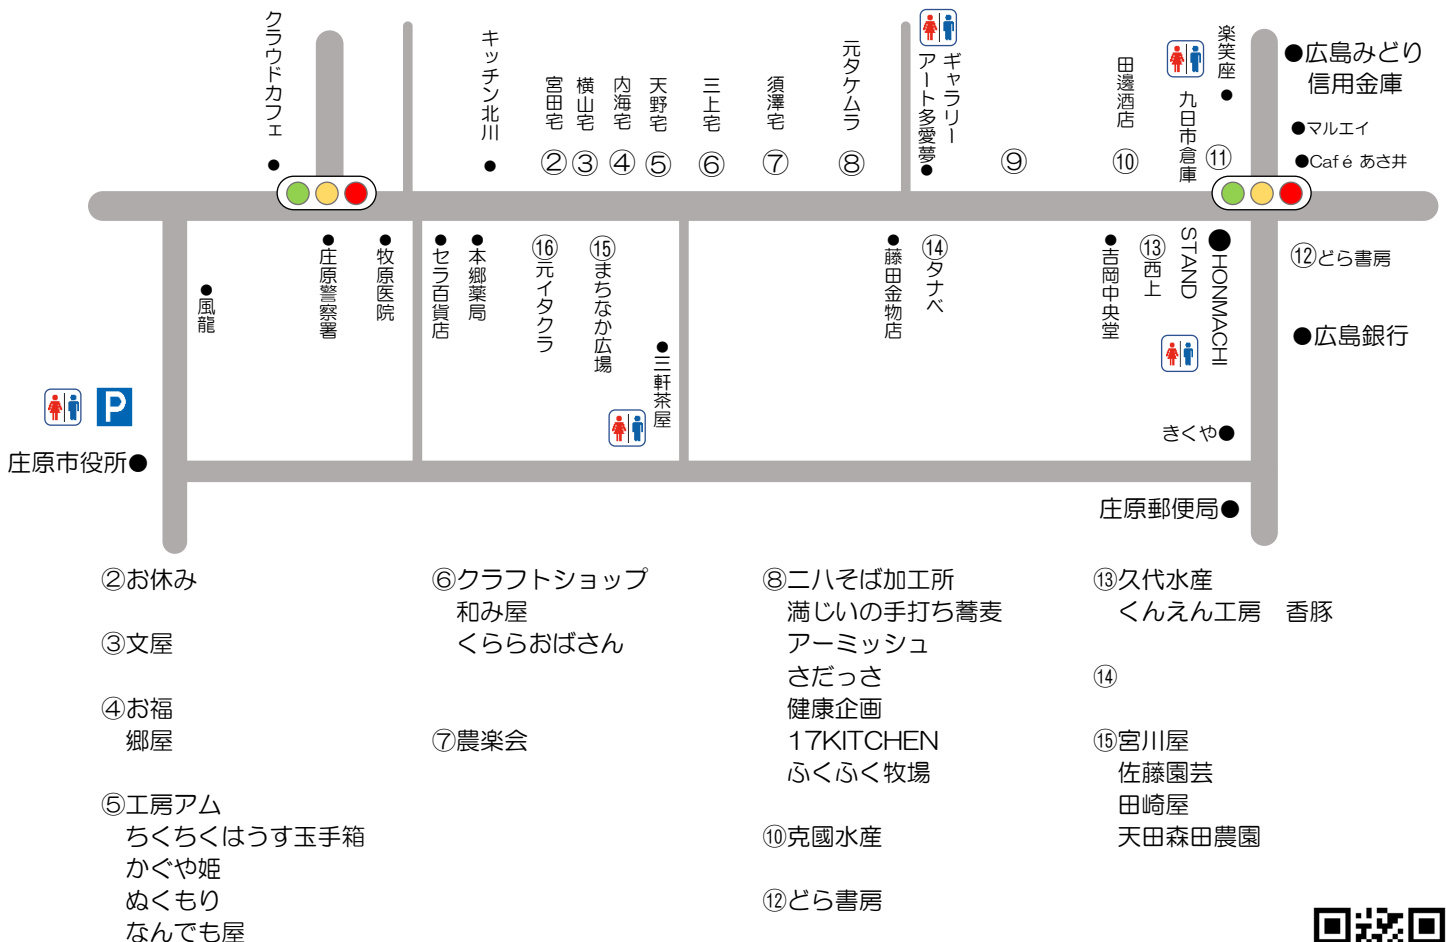 クラウドカフェ
キッチン北川
宮田宅
横山宅
内海宅
天野宅
三上宅
須澤宅
元タケムラ
ギャラリー
アート多愛夢
田邊酒店
九日市倉庫
楽笑座
広島みどり
信用金庫
マルエイ
Café あさ井
②
③
④
⑤
⑥
⑦
⑧
⑨
⑩
⑪
風龍
庄原警察署
牧原医院
セラ百貨店
本郷薬局
⑯元イタクラ
⑮まちなか広場
三軒茶屋
藤田金物店
⑭タナベ
吉岡中央堂
⑬西上
HONMACHI
STAND
⑫どら書房
広島銀行
P
きくや
庄原市役所
庄原郵便局
②お休み
③文屋
④お福
郷屋
⑤工房アム
ちくちくはうす玉手箱
かぐや姫
ぬくもり
なんでも屋
⑥クラフトショップ
和み屋
くららおばさん
⑦農楽会
⑧二八そば加工所
満じいの手打ち蕎麦
アーミッシュ
さだっさ
健康企画
17KITCHEN
ふくふく牧場
⑩克國水産
⑫どら書房
⑬久代水産
くんえん工房　香豚
⑭
⑮宮川屋
佐藤園芸
田崎屋
天田森田農園